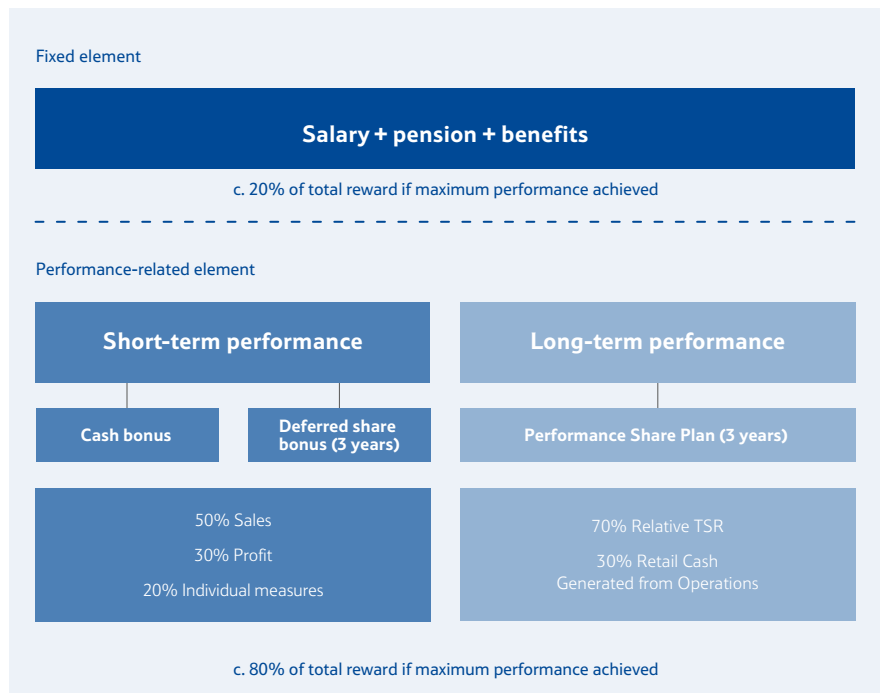 Fixed element
Salary + pension + benefits
c. 20% of total reward if maximum performance achieved
Performance-related element
Short-term performance
Long-term performance
Cash bonus
Deferred share
bonus (3 years)
Performance Share Plan (3 years)
50% Sales
30% Profit
20% Individual measures
70% Relative TSR
30% Retail Cash
Generated from Operations
c. 80% of total reward if maximum performance achieved